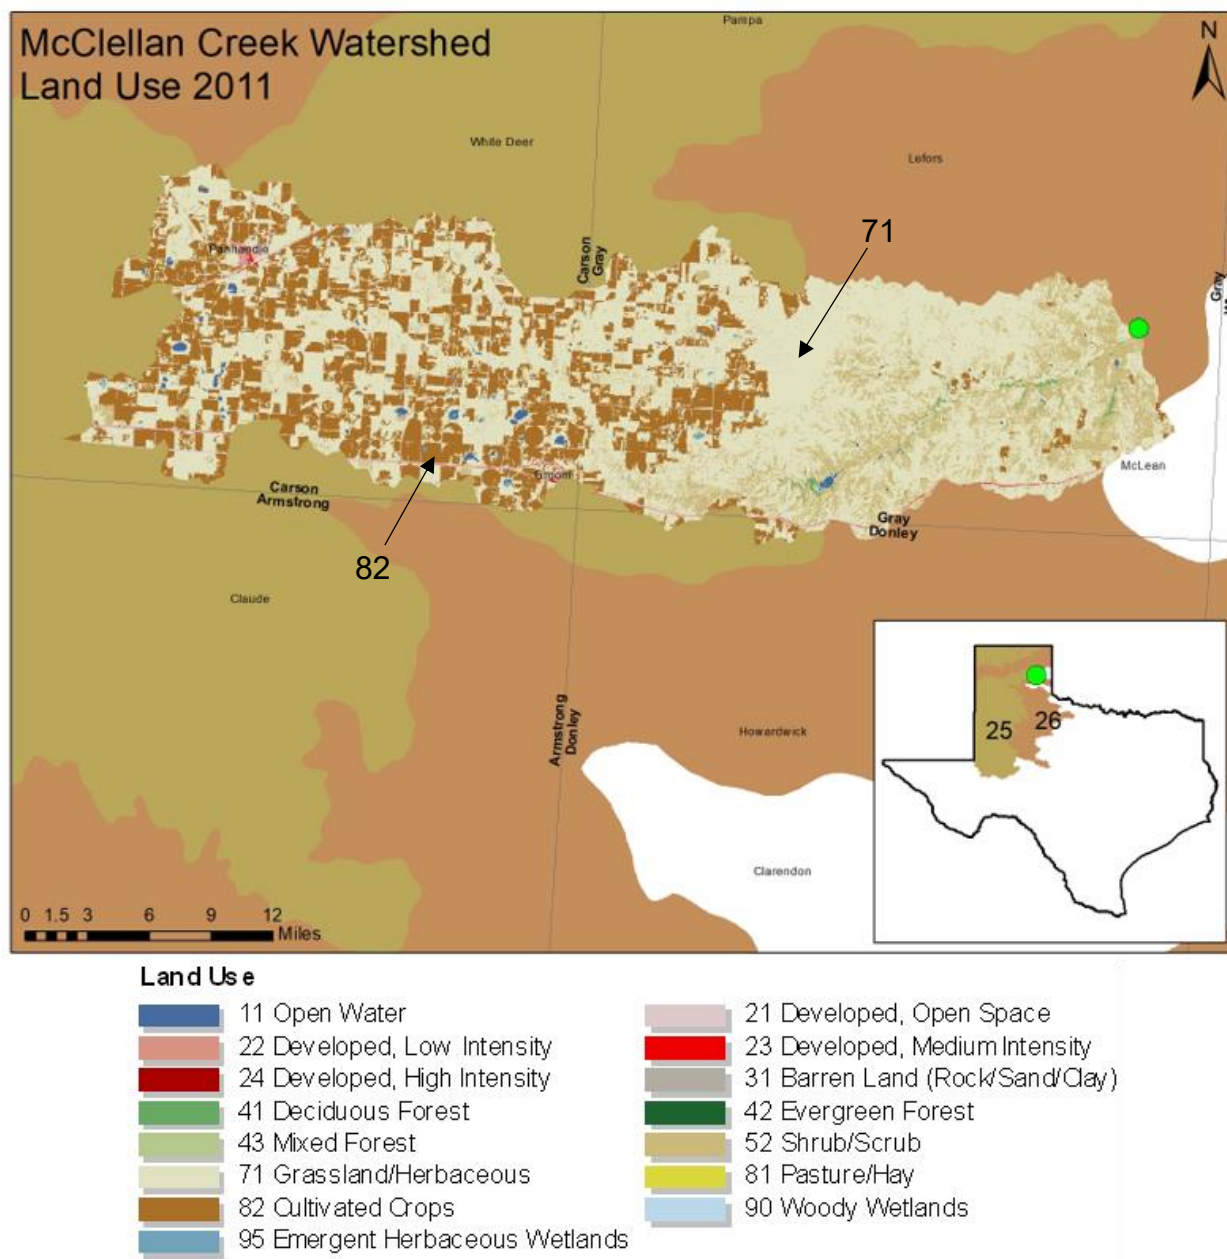 McClellan Creek Watershed
Land Use 2011
Pampa
N
White Deer
Lefors
71
Panhandle
Carson
Gray
Gray
McLean
Groom
Carson
Armstrong
Gray
Donley
82
Claude
Armstrong
Donley
Howardwick
25
26
Clarendon
0 1.5 3 6 9 12
Miles
Land Use
11 Open Water
22 Developed, Low Intensity
24 Developed, High Intensity
41 Deciduous Forest
43 Mixed Forest
71 Grassland/Herbaceous
82 Cultivated Crops
95 Emergent Herbaceous Wetlands
21 Developed, Open Space
23 Developed, Medium Intensity
31 Barren Land (Rock/Sand/Clay)
42 Evergreen Forest
52 Shrub/Scrub
81 Pasture/Hay
90 Woody Wetlands